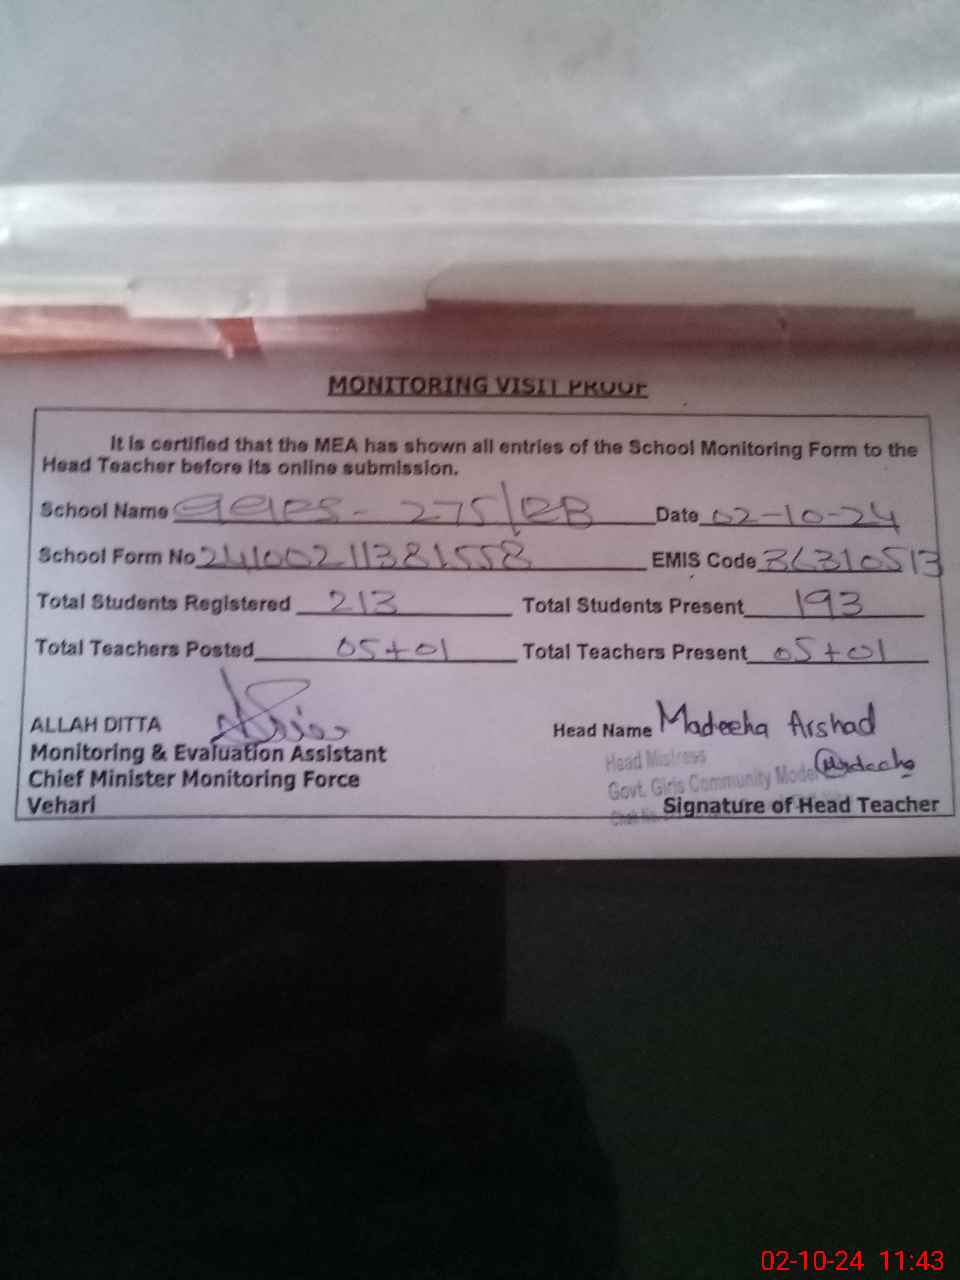 MONITORING VISIT PROOF
It is certified that the MEA has shown all entries of the School Monitoring Form to the
Head Teacher before its online submission.
School Name 275/EB Date 02-10-24
School Form No 24100211381558 EMIS Code 36310513
Total Students Registered 213 Total Students Present 193
Total Teachers Posted 05+01 Total Teachers Present 05+01
ALLAH DITTA Head Name Madeeha Arshad
Monitoring & Evaluation Assistant Head Mistress
Chief Minister Monitoring Force Govt. Girls Community Model Madeeha
Vehari Signature of Head Teacher
02-10-24 11:43